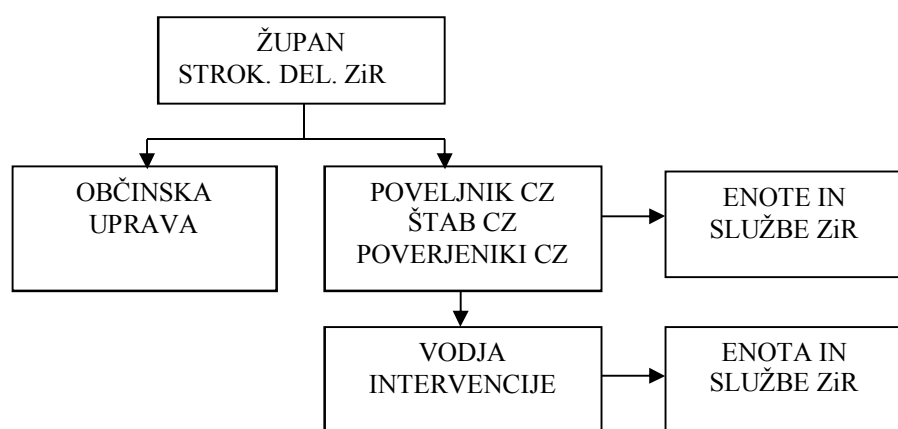 ŽUPAN
STROK. DEL. ZiR
OBČINSKA
UPRAVA
POVELJNIK CZ
ŠTAB CZ
POVERJENIKI CZ
ENOTE IN
SLUŽBE ZiR
VODJA
INTERVENCIJE
ENOTA IN
SLUŽBE ZiR